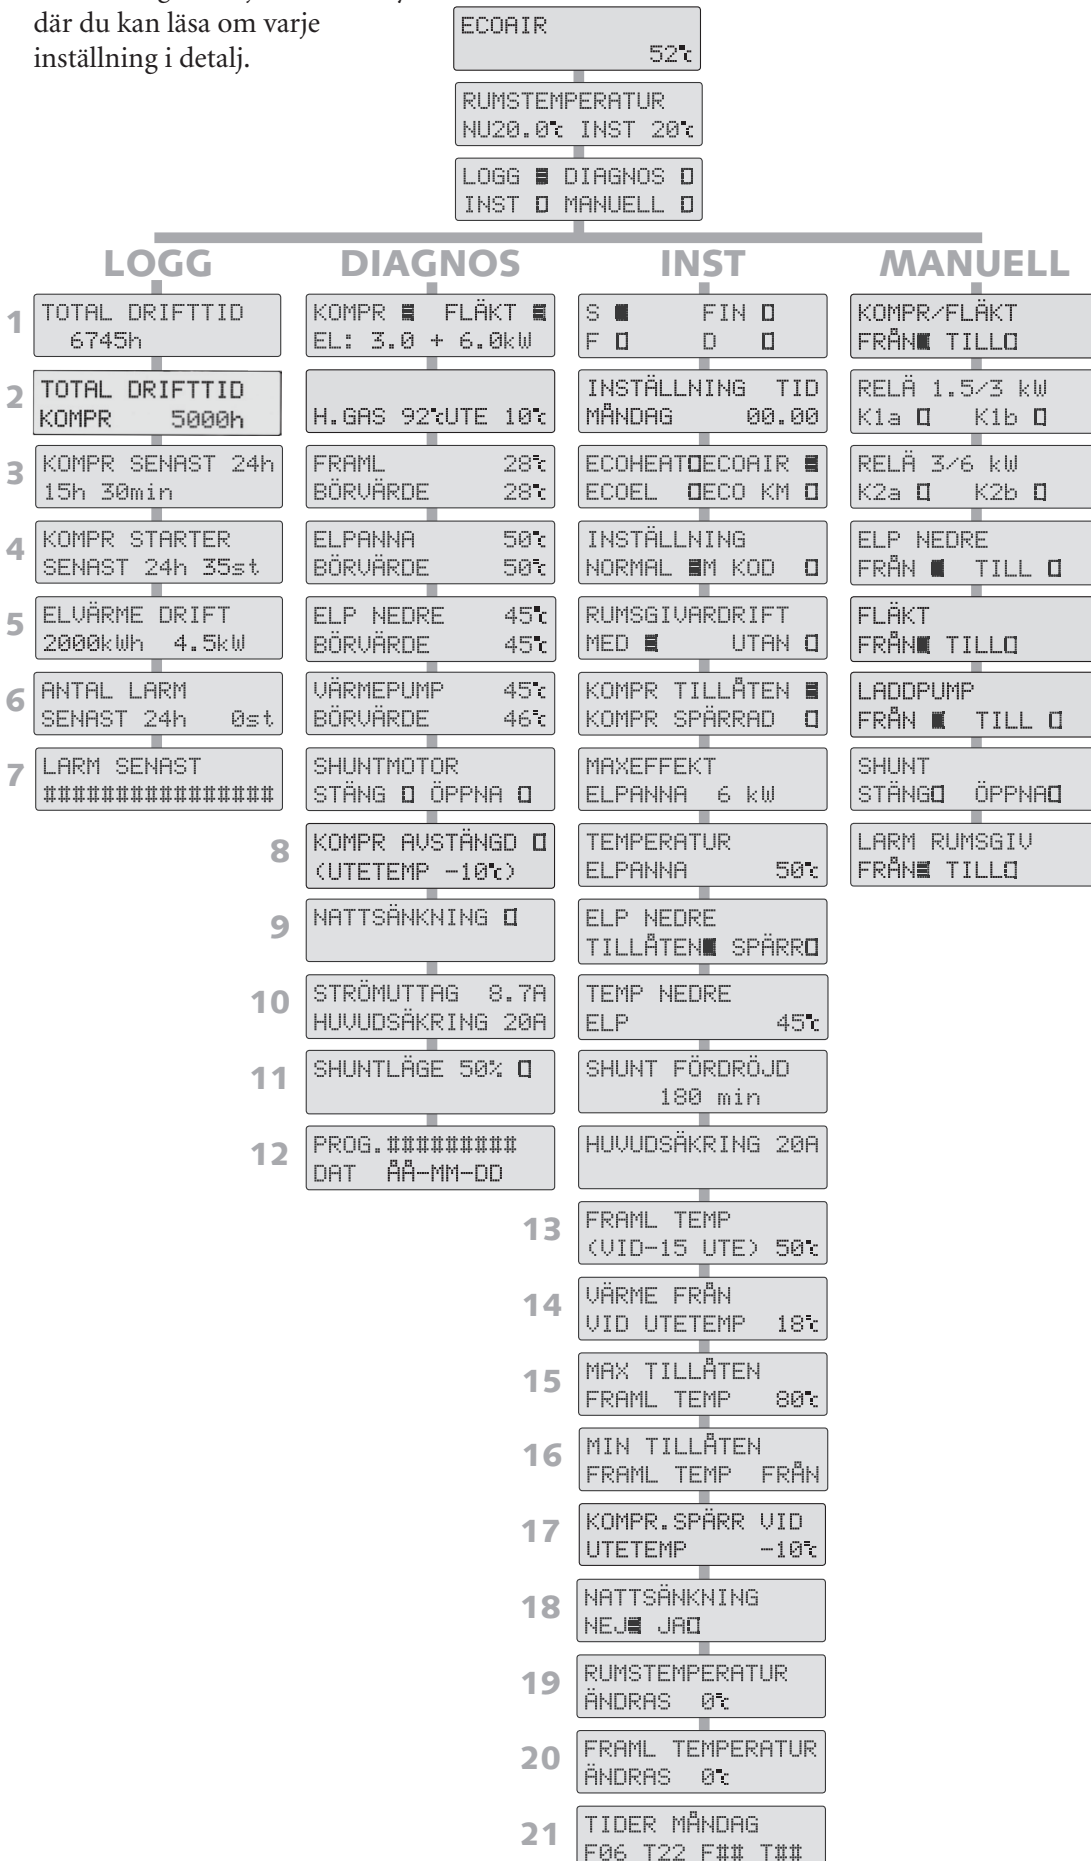 där du kan läsa om varje
inställning i detalj.
ECOAIR
52°c
RUMSTEMPERATUR
NU20.0°c INST 20°c
LOGG DIAGNOS
INST MANUELL
LOGG
1
TOTAL DRIFTTID
6745h
2
TOTAL DRIFTTID
KOMPR 5000h
3
KOMPR SENAST 24h
15h 30min
4
KOMPR STARTER
SENAST 24h 35st
5
ELVÄRME DRIFT
2000kWh 4.5kW
6
ANTAL LARM
SENAST 24h 0st
7
LARM SENAST
################
DIAGNOS
KOMPR FLÄKT
EL: 3.0 + 6.0kW
H.GAS 92°cUTE 10°c
FRAML 28°c
BÖRVÄRDE 28°c
ELPANNA 50°c
BÖRVÄRDE 50°c
ELP NEDRE 45°c
BÖRVÄRDE 45°c
VÄRMEPUMP 45°c
BÖRVÄRDE 46°c
SHUNTMOTOR
STÄNG ÖPPNA
8
KOMPR AVSTÄNGD
(UTETEMP -10°c)
9
NATTSÄNKNING
10
STRÖMUTTAG 8.7A
HUVUDSÄKRING 20A
11
SHUNTLÄGE 50%
12
PROG.#########
DAT ÅÅ-MM-DD
INST
S FIN
F D
INSTÄLLNING TID
MÅNDAG 00.00
ECOHEAT ECOAIR
ECOEL ECO KM
INSTÄLLNING
NORMAL M KOD
RUMSGIVARDRIFT
MED UTAN
KOMPR TILLÅTEN
KOMPR SPÄRRAD
MAXEFFEKT
ELPANNA 6 kW
TEMPERATUR
ELPANNA 50°c
ELP NEDRE
TILLÅTEN SPÄRR
TEMP NEDRE
ELP 45°c
SHUNT FÖRDRÖJD
180 min
HUVUDSÄKRING 20A
13
FRAML TEMP
(VID-15 UTE) 50°c
14
VÄRME FRÅN
VID UTETEMP 18°c
15
MAX TILLÅTEN
FRAML TEMP 80°c
16
MIN TILLÅTEN
FRAML TEMP FRÅN
17
KOMPR.SPÄRR VID
UTETEMP -10°c
18
NATTSÄNKNING
NEJ JA
19
RUMSTEMPERATUR
ÄNDRAS 0°c
20
FRAML TEMPERATUR
ÄNDRAS 0°c
21
TIDER MÅNDAG
F06 T22 F## T##
MANUELL
KOMPR/FLÄKT
FRÅN TILL
RELÄ 1.5/3 kW
K1a K1b
RELÄ 3/6 kW
K2a K2b
ELP NEDRE
FRÅN TILL
FLÄKT
FRÅN TILL
LADDPUMP
FRÅN TILL
SHUNT
STÄNG ÖPPNA
LARM RUMSGIV
FRÅN TILL